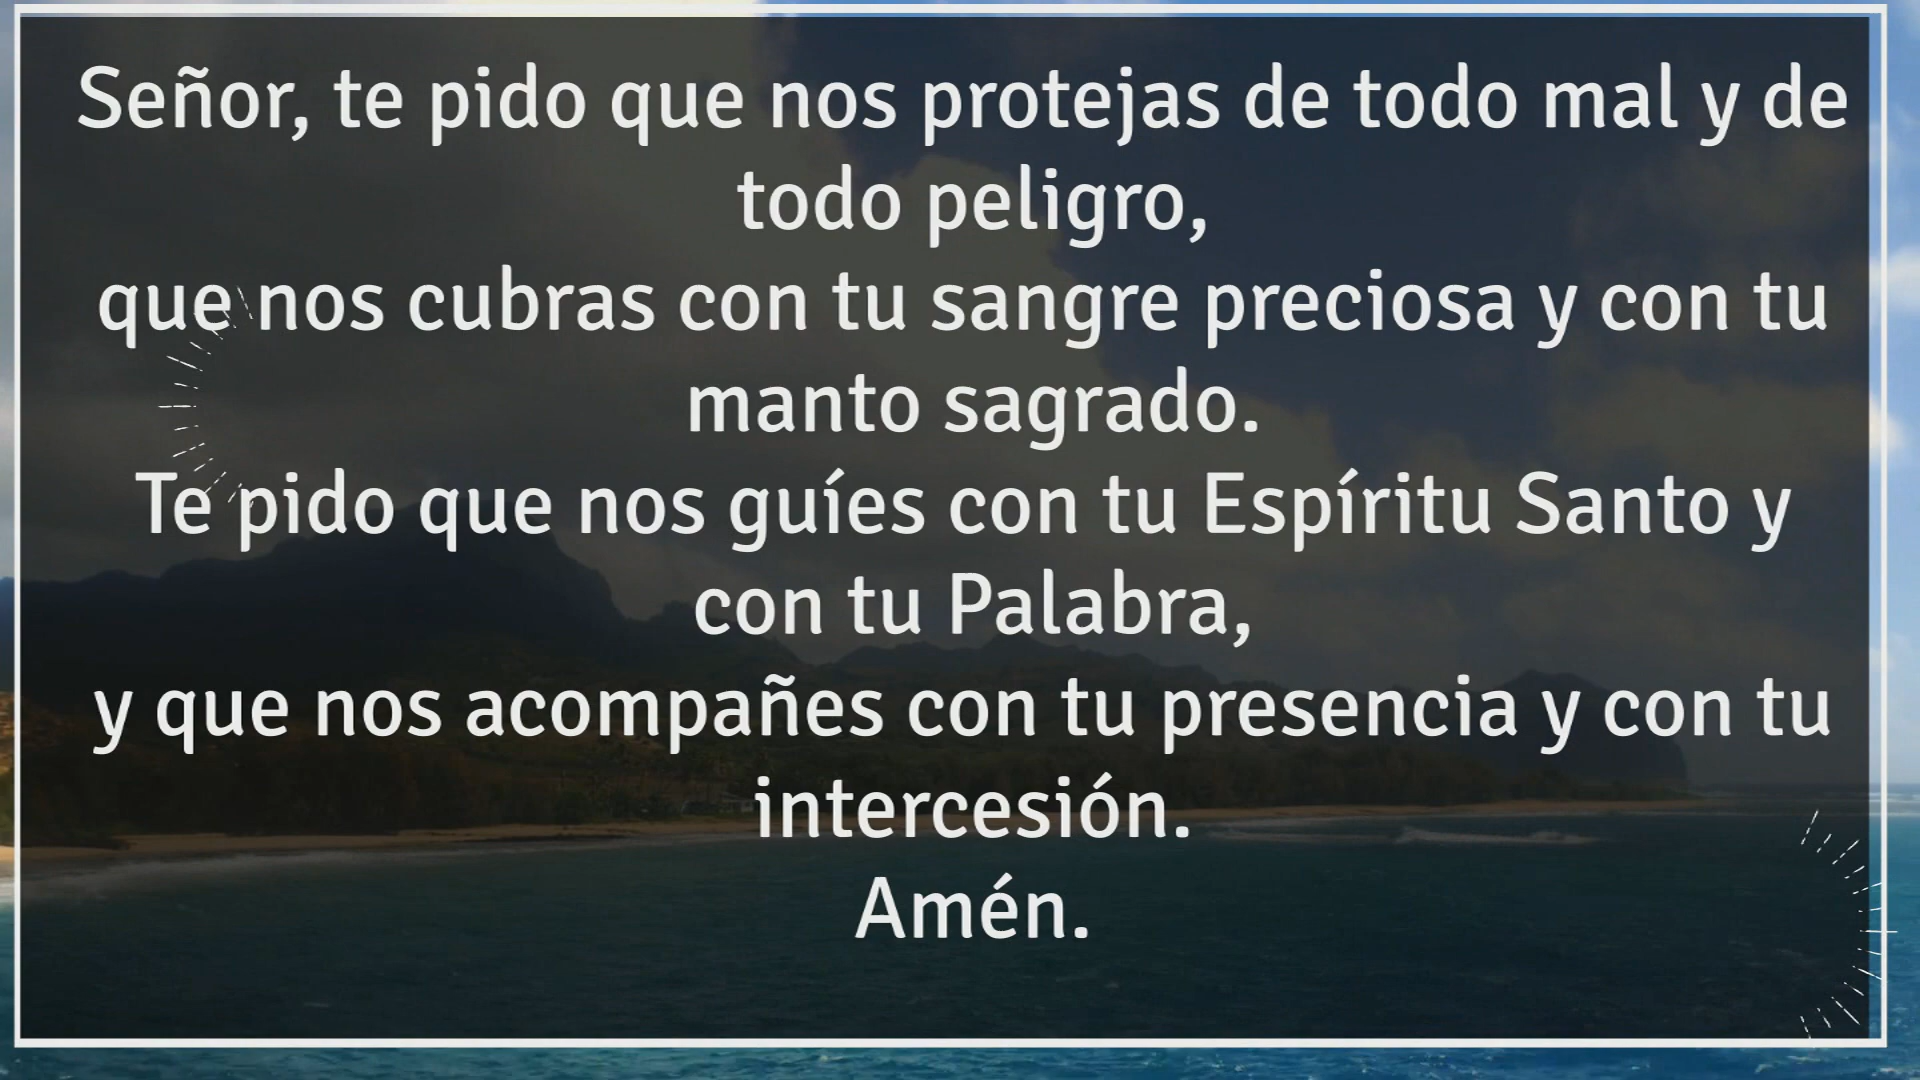 Señor, te pido que nos protejas de todo mal y de
todo peligro,
que nos cubras con tu sangre preciosa y con tu
manto sagrado.
Te pido que nos guíes con tu Espíritu Santo y
con tu Palabra,
y que nos acompañes con tu presencia y con tu
intercesión.
Amén.